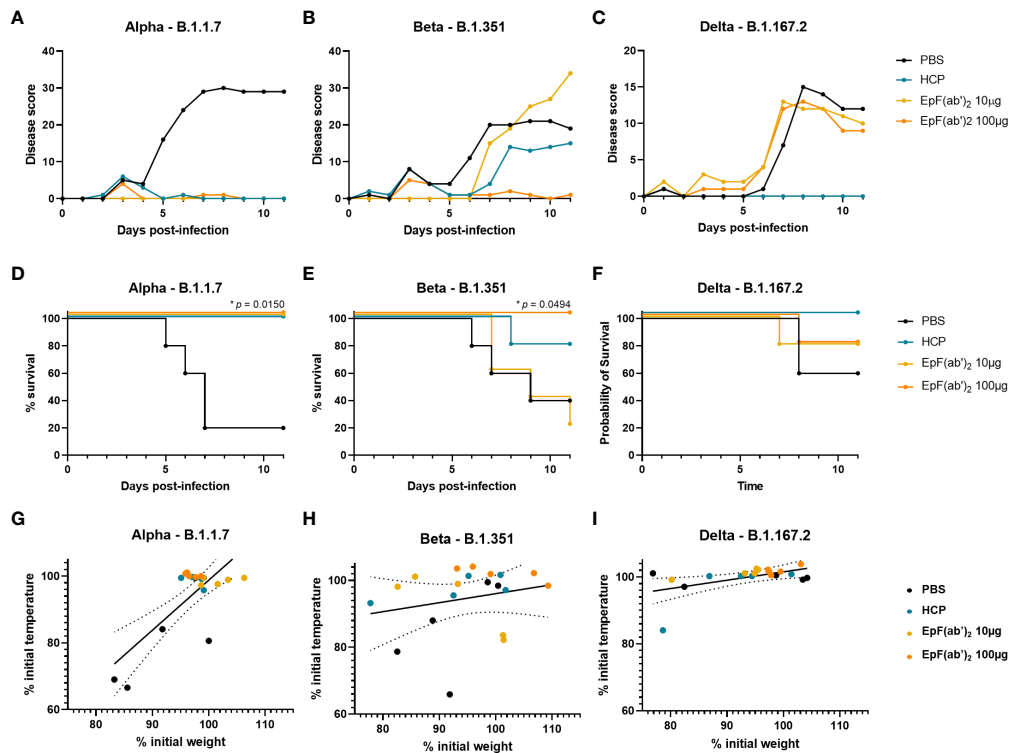 A
Alpha - B.1.1.7
B
Beta - B.1.351
C
Delta - B.1.167.2
Disease score
40
30
20
10
0
0
5
10
Days post-infection
Disease score
40
30
20
10
0
0
5
10
Days post-infection
Disease score
20
15
10
5
0
0
5
10
Days post-infection
PBS
HCP
EpF(ab')₂ 10µg
EpF(ab')2 100µg
D
Alpha - B.1.1.7
* p = 0.0150
E
Beta - B.1.351
* p = 0.0494
F
Delta - B.1.167.2
% survival
100
80
60
40
20
0
0
5
10
Days post-infection
% survival
100
80
60
40
20
0
0
5
10
Days post-infection
Probability of Survival
100
80
60
40
20
0
0
5
10
Time
PBS
HCP
EpF(ab')₂ 10µg
EpF(ab')₂ 100µg
G
Alpha - B.1.1.7
H
Beta - B.1.351
I
Delta - B.1.167.2
% initial temperature
100
80
60
80
90
100
110
% initial weight
% initial temperature
100
80
60
80
90
100
110
% initial weight
% initial temperature
100
80
60
80
90
100
110
% initial weight
PBS
HCP
EpF(ab')₂ 10µg
EpF(ab')₂ 100µg